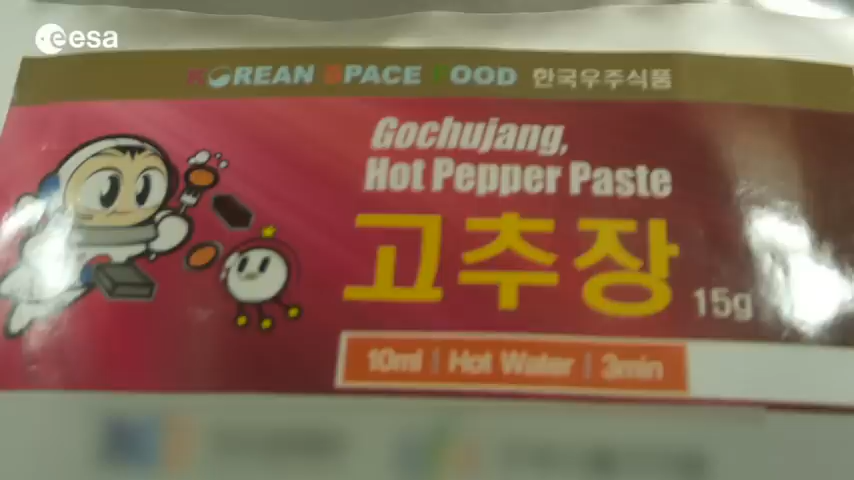 esa
KOREAN SPACE FOOD 한국우주식품
Gochujang,
Hot Pepper Paste
고추장 15g
10ml | Hot Water | 3min